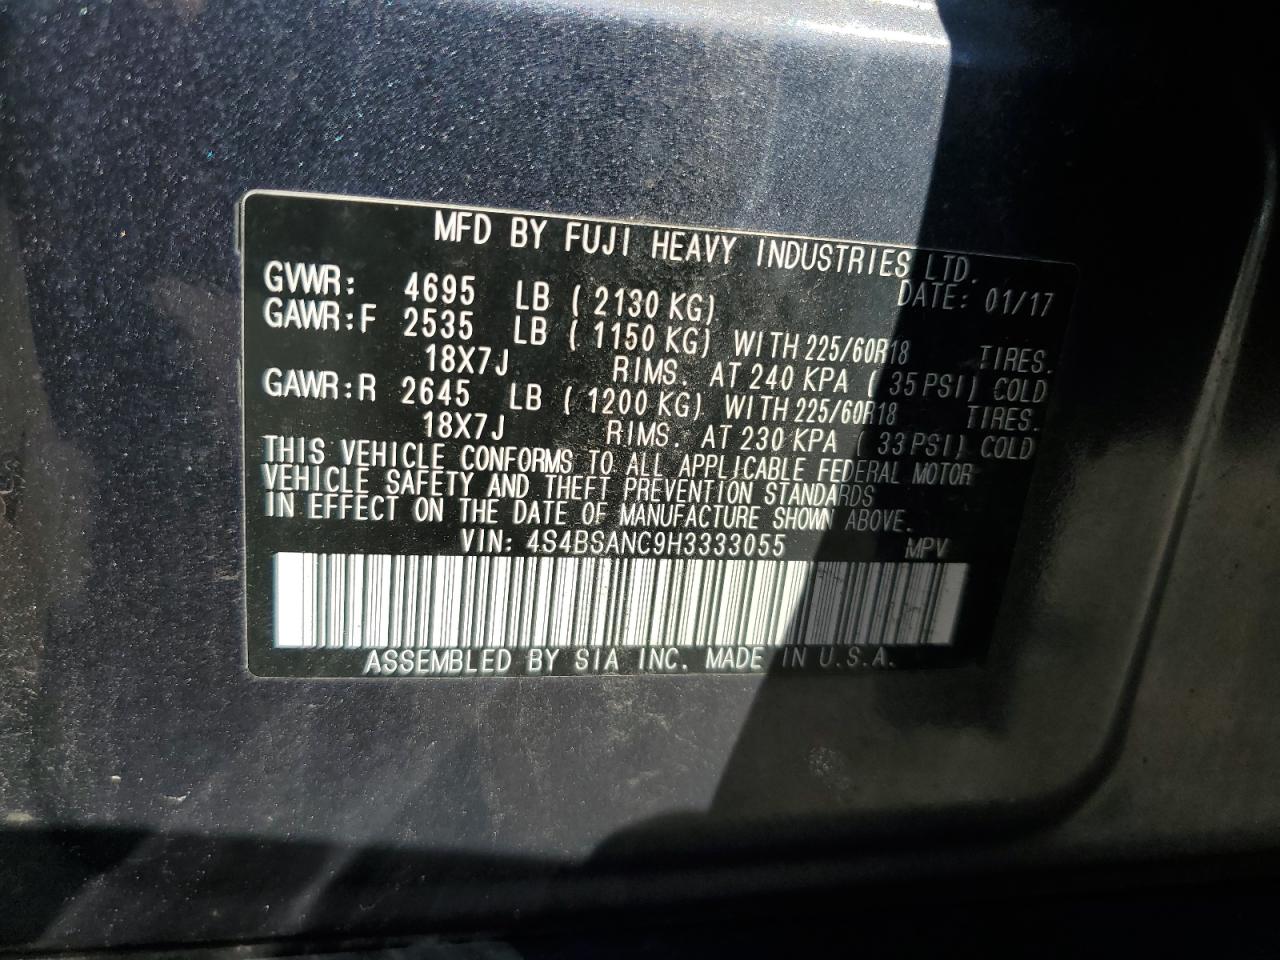 MFD BY FUJI HEAVY INDUSTRIES LTD.
DATE: 01/17
GVWR: 4695 LB ( 2130 KG)
GAWR:F 2535 LB ( 1150 KG) WITH 225/60R18 TIRES.
18X7J RIMS. AT 240 KPA ( 35 PSI) COLD
GAWR:R 2645 LB ( 1200 KG) WITH 225/60R18 TIRES.
18X7J RIMS. AT 230 KPA ( 33 PSI) COLD
THIS VEHICLE CONFORMS TO ALL APPLICABLE FEDERAL MOTOR
VEHICLE SAFETY AND THEFT PREVENTION STANDARDS
IN EFFECT ON THE DATE OF MANUFACTURE SHOWN ABOVE.
VIN: 4S4BSANC9H3333055 MPV
ASSEMBLED BY SIA INC. MADE IN U.S.A.